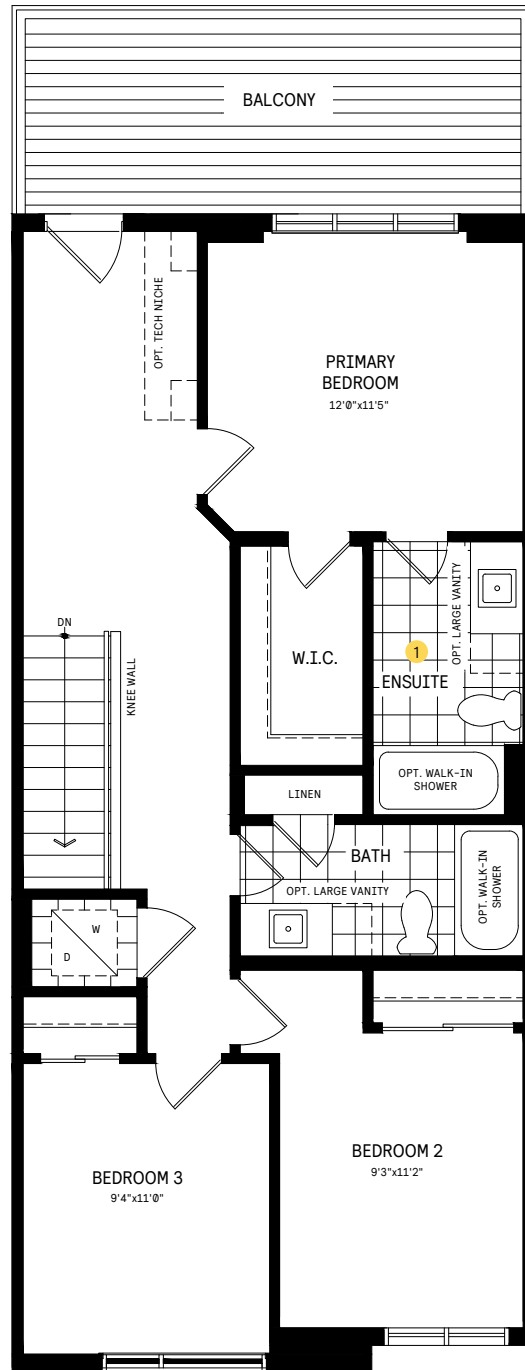 BALCONY
OPT. TECH NICHE
PRIMARY
BEDROOM
12'0"x11'5"
DN
KNEE WALL
W.I.C.
OPT. LARGE VANITY
1
ENSUITE
OPT. WALK-IN
SHOWER
LINEN
BATH
OPT. LARGE VANITY
OPT. WALK-IN
SHOWER
W
D
BEDROOM 2
9'3"x11'2"
BEDROOM 3
9'4"x11'0"